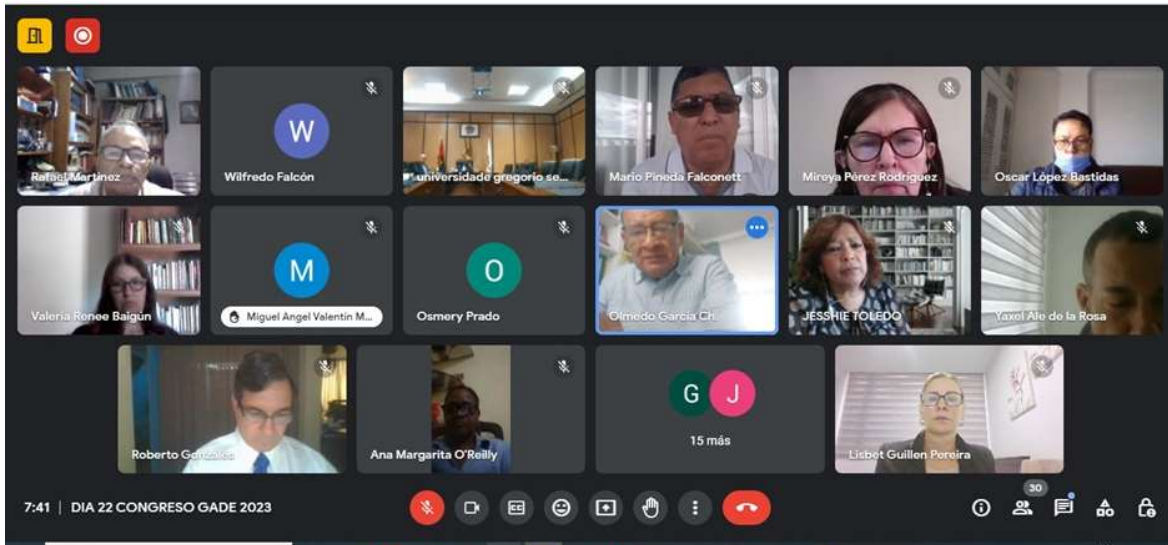 Rafael Martinez
W
Wilfredo Falcón
universidade gregorio se...
Mario Pineda Falconett
Mireya Pérez Rodriguez
Oscar López Bastidas
Valeria Renee Baigún
M
Miguel Angel Valentin M...
O
Osmery Prado
Olmedo García Ch.
JESSHIE TOLEDO
Yaxel Ale de la Rosa
Roberto Gonzalez
Ana Margarita O'Reilly
G J
15 más
Lisbet Guillen Pereira
7:41 | DIA 22 CONGRESO GADE 2023
CC
30